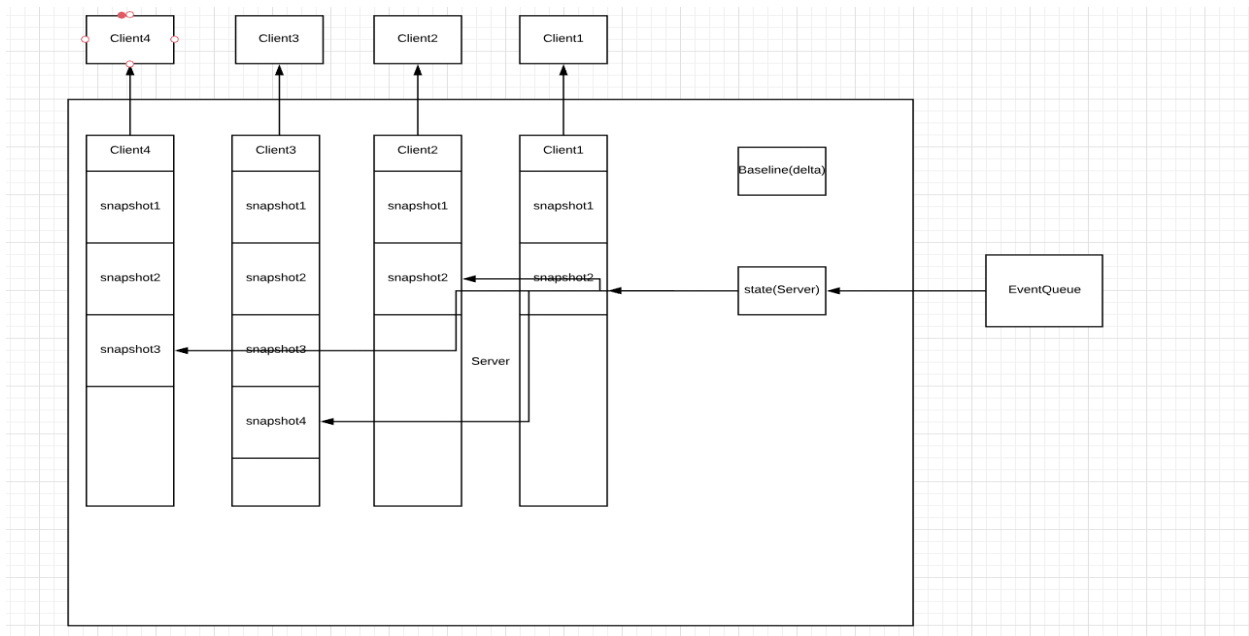 Client4
Client3
Client2
Client1
Client4
Client3
Client2
Client1
Baseline(delta)
snapshot1
snapshot1
snapshot1
snapshot1
snapshot2
snapshot2
snapshot2
snapshot2
state(Server)
EventQueue
snapshot3
snapshot3
Server
snapshot4